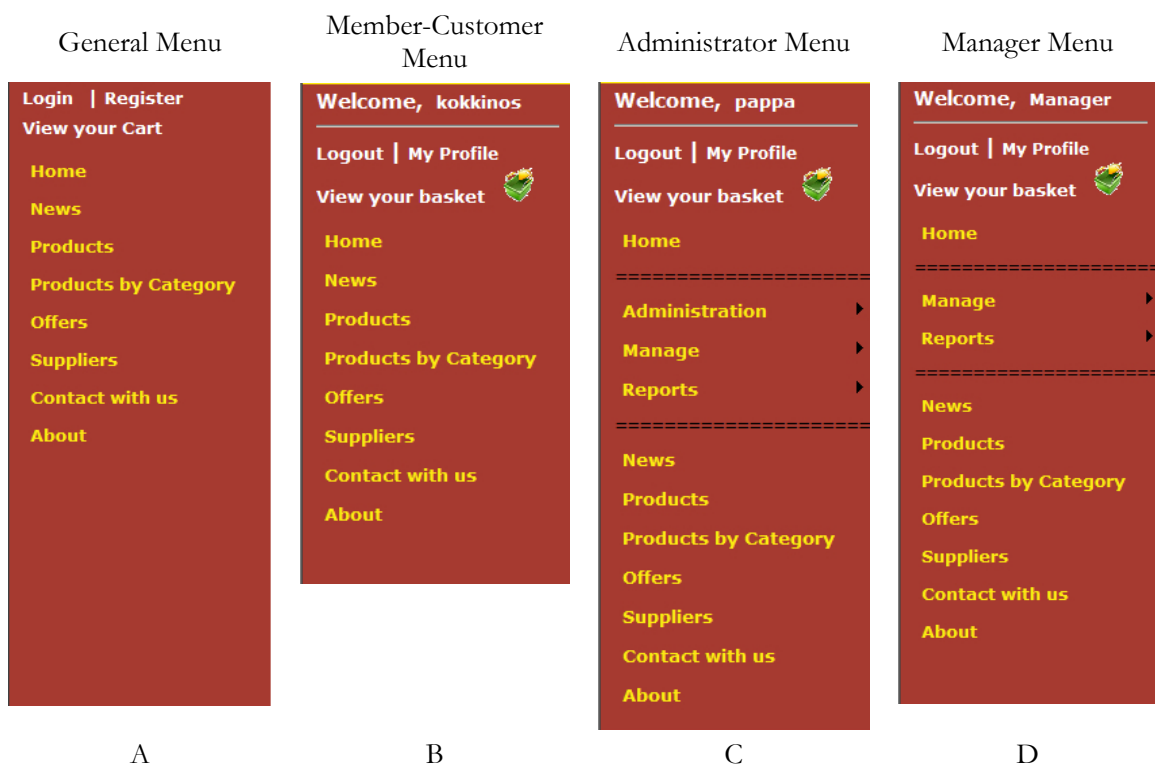 General Menu
Login | Register
View your Cart
Home
News
Products
Products by Category
Offers
Suppliers
Contact with us
About
A
Member-Customer
Menu
Welcome, kokkinos
Logout | My Profile
View your basket
Home
News
Products
Products by Category
Offers
Suppliers
Contact with us
About
B
Administrator Menu
Welcome, pappa
Logout | My Profile
View your basket
Home
======================
Administration
Manage
Reports
======================
News
Products
Products by Category
Offers
Suppliers
Contact with us
About
C
Manager Menu
Welcome, Manager
Logout | My Profile
View your basket
Home
======================
Manage
Reports
======================
News
Products
Products by Category
Offers
Suppliers
Contact with us
About
D